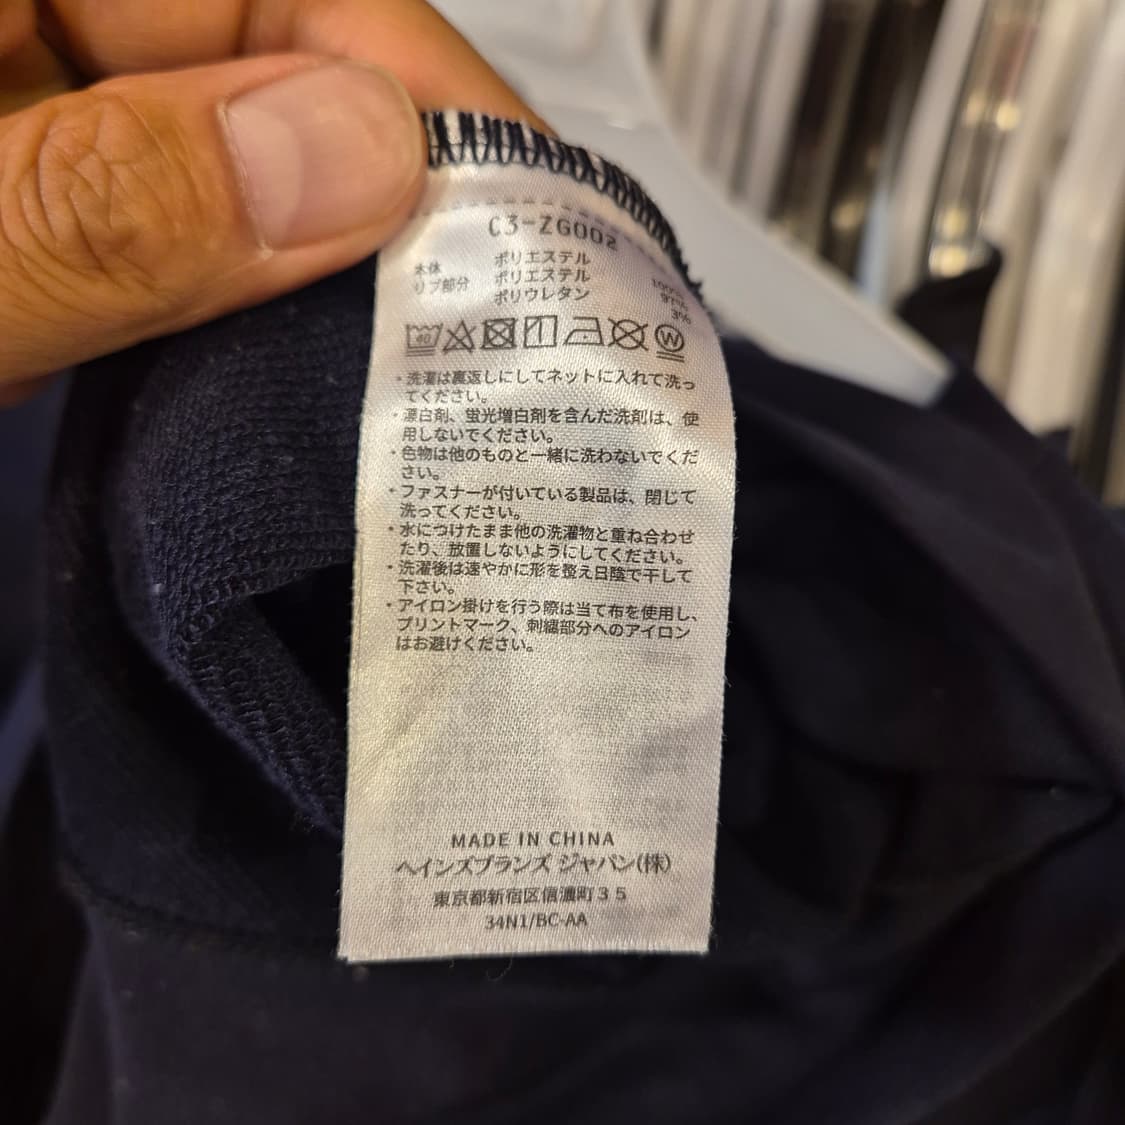 C3-ZG002
本体 ポリエステル 100%
リブ部分 ポリエステル 97%
ポリウレタン 3%
40 W
・洗濯は裏返しにしてネットに入れて洗っ
てください。
・漂白剤、蛍光増白剤を含んだ洗剤は、使
用しないでください。
・色物は他のものと一緒に洗わないでくだ
さい。
・ファスナーが付いている製品は、閉じて
洗ってください。
・水につけたまま他の洗濯物と重ね合わせ
たり、放置しないようにしてください。
・洗濯後は速やかに形を整え日陰で干して
下さい。
・アイロン掛けを行う際は当て布を使用し、
プリントマーク、刺繍部分へのアイロン
はお避けください。
MADE IN CHINA
ヘインズブランズ ジャパン(株)
東京都新宿区信濃町35
34N1/BC-AA